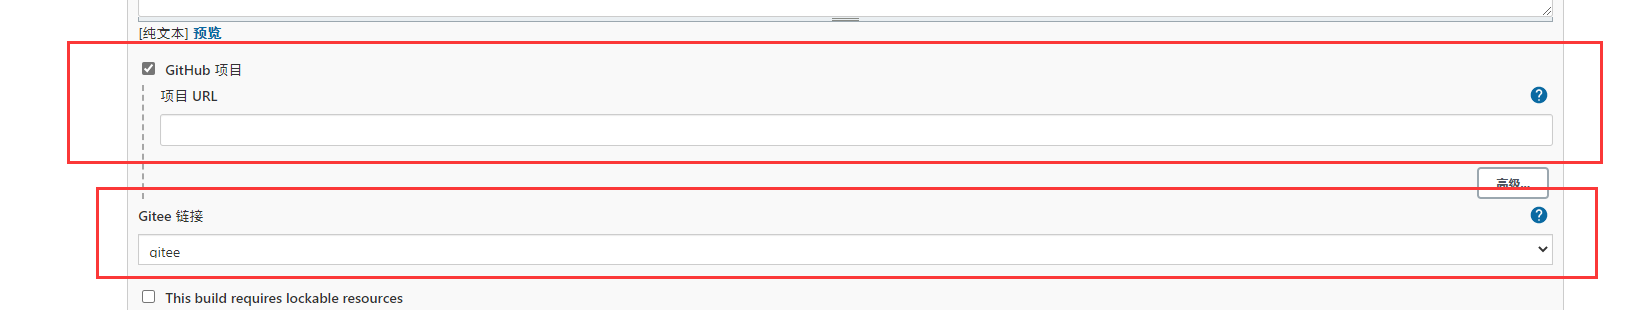 [纯文本] 预览
GitHub 项目
项目 URL
高级...
Gitee 链接
gitee
This build requires lockable resources